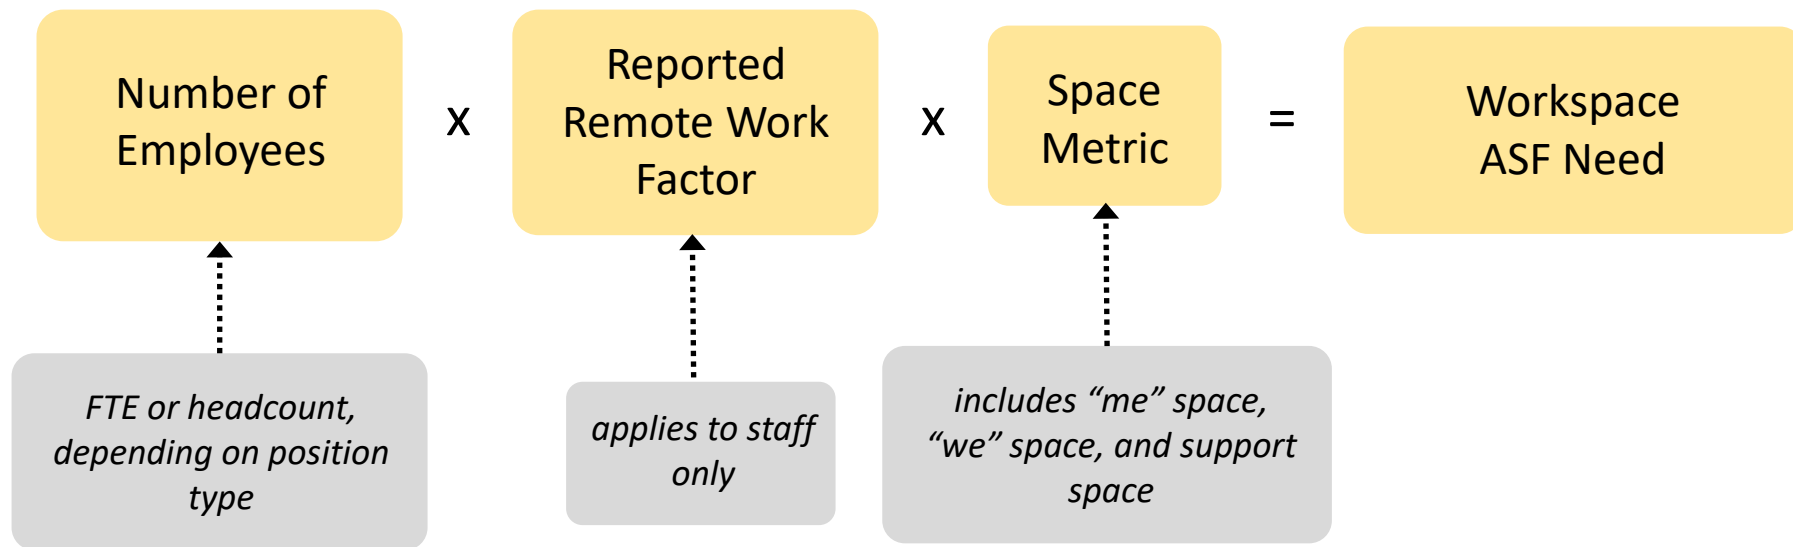 Number of
Employees
x
Reported
Remote Work
Factor
x
Space
Metric
=
Workspace
ASF Need
FTE or headcount,
depending on position
type
applies to staff
only
includes “me” space,
“we” space, and support
space